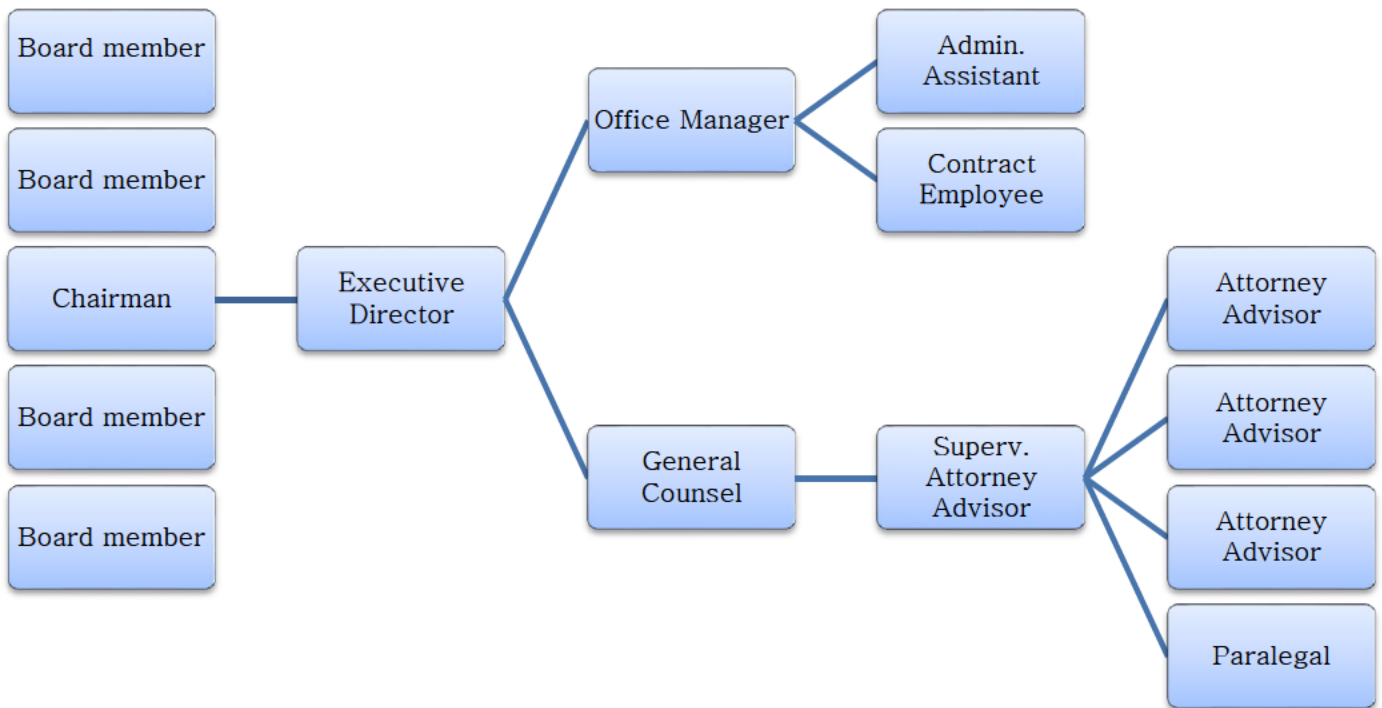 Board member
Board member
Chairman
Board member
Board member
Executive
Director
Office Manager
General
Counsel
Admin.
Assistant
Contract
Employee
Superv.
Attorney
Advisor
Attorney
Advisor
Attorney
Advisor
Attorney
Advisor
Paralegal